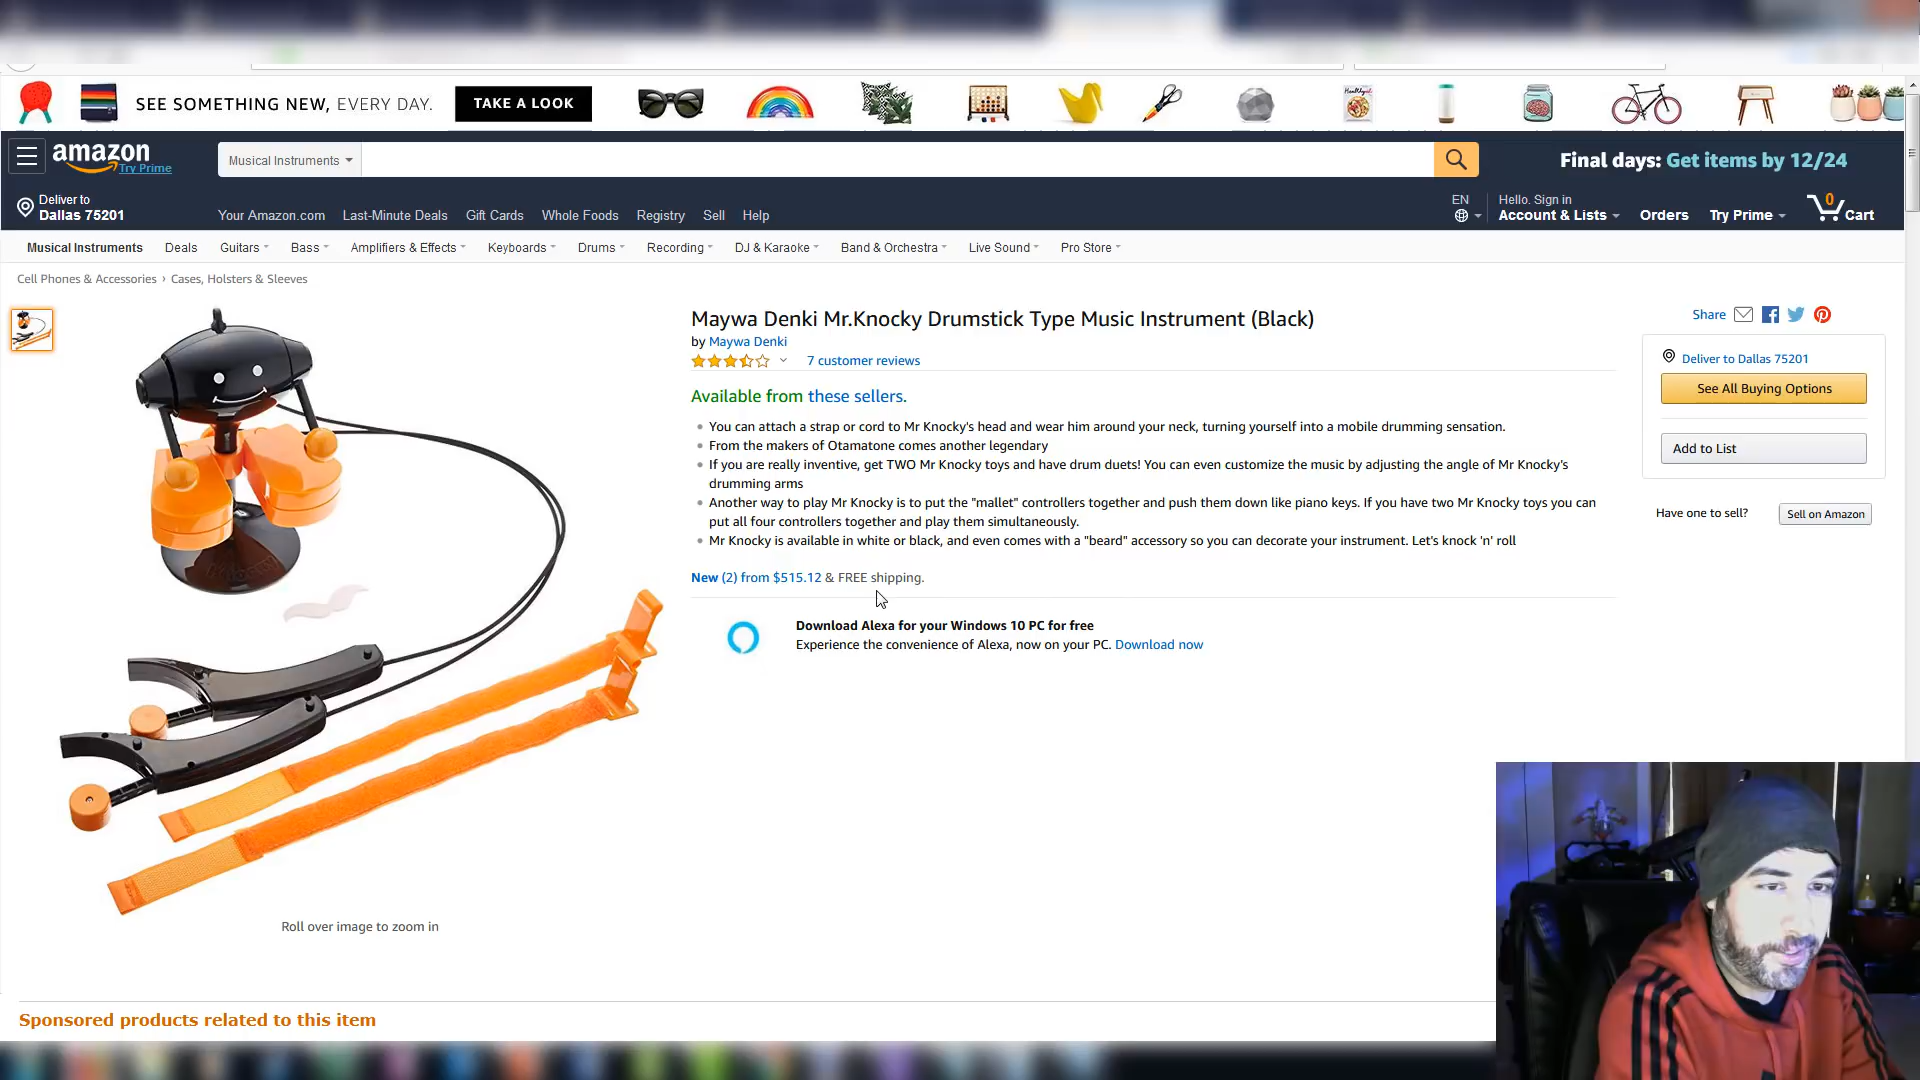 SEE SOMETHING NEW, EVERY DAY. TAKE A LOOK
amazon
Try Prime
Musical Instruments
Final days: Get items by 12/24
Deliver to
Dallas 75201
Your Amazon.com Last-Minute Deals Gift Cards Whole Foods Registry Sell Help
EN
Hello. Sign in
Account & Lists Orders Try Prime 0 Cart
Musical Instruments Deals Guitars Bass Amplifiers & Effects Keyboards Drums Recording DJ & Karaoke Band & Orchestra Live Sound Pro Store
Cell Phones & Accessories › Cases, Holsters & Sleeves
Maywa Denki Mr.Knocky Drumstick Type Music Instrument (Black)
by Maywa Denki
7 customer reviews
Available from these sellers.
You can attach a strap or cord to Mr Knocky's head and wear him around your neck, turning yourself into a mobile drumming sensation.
From the makers of Otamatone comes another legendary
If you are really inventive, get TWO Mr Knocky toys and have drum duets! You can even customize the music by adjusting the angle of Mr Knocky's
drumming arms
Another way to play Mr Knocky is to put the "mallet" controllers together and push them down like piano keys. If you have two Mr Knocky toys you can
put all four controllers together and play them simultaneously.
Mr Knocky is available in white or black, and even comes with a "beard" accessory so you can decorate your instrument. Let's knock 'n' roll
New (2) from $515.12 & FREE shipping.
Download Alexa for your Windows 10 PC for free
Experience the convenience of Alexa, now on your PC. Download now
Share
Deliver to Dallas 75201
See All Buying Options
Add to List
Have one to sell? Sell on Amazon
Roll over image to zoom in
Sponsored products related to this item